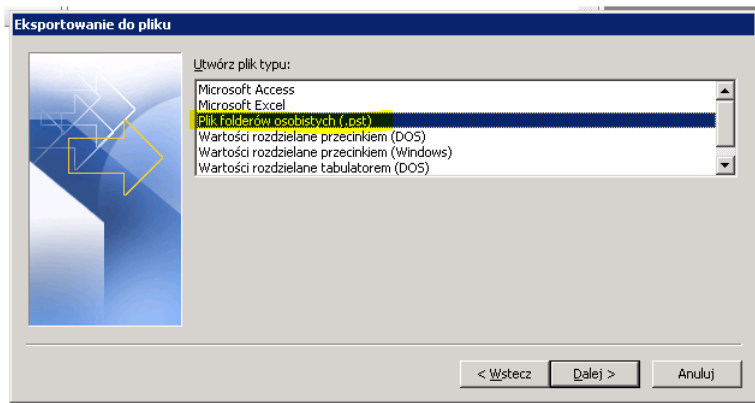 Eksportowanie do pliku
Utwórz plik typu:
Microsoft Access
Microsoft Excel
Plik folderów osobistych (.pst)
Wartości rozdzielane przecinkiem (DOS)
Wartości rozdzielane przecinkiem (Windows)
Wartości rozdzielane tabulatorem (DOS)
< Wstecz
Dalej >
Anuluj